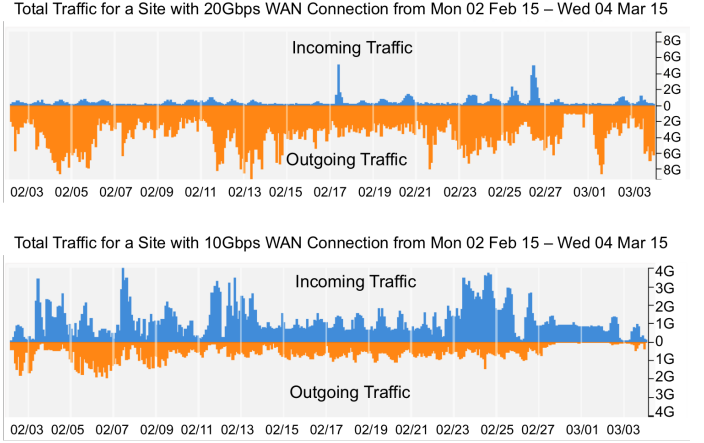 Total Traffic for a Site with 20Gbps WAN Connection from Mon 02 Feb 15 – Wed 04 Mar 15
Incoming Traffic
8G
6G
4G
2G
0
2G
4G
6G
8G
Outgoing Traffic
02/03 02/05 02/07 02/09 02/11 02/13 02/15 02/17 02/19 02/21 02/23 02/25 02/27 03/01 03/03
Total Traffic for a Site with 10Gbps WAN Connection from Mon 02 Feb 15 – Wed 04 Mar 15
Incoming Traffic
4G
3G
2G
1G
0
1G
2G
3G
4G
Outgoing Traffic
02/03 02/05 02/07 02/09 02/11 02/13 02/15 02/17 02/19 02/21 02/23 02/25 02/27 03/01 03/03